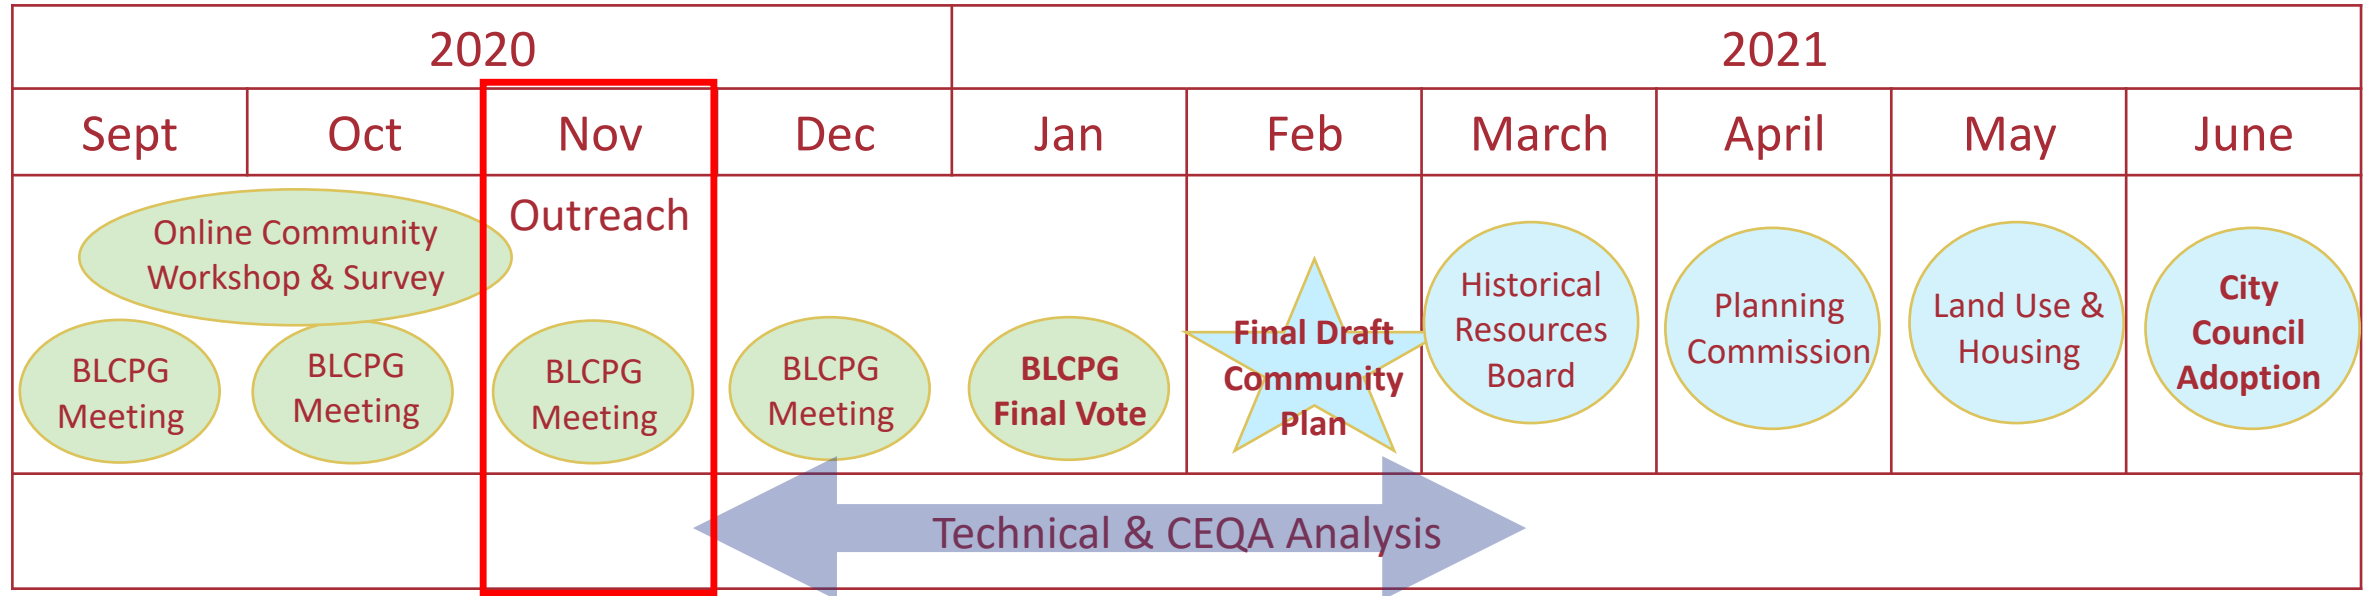 2020
2021
Sept
Oct
Nov
Dec
Jan
Feb
March
April
May
June
Online Community
Workshop & Survey
Outreach
BLCPG
Meeting
BLCPG
Meeting
BLCPG
Meeting
BLCPG
Meeting
BLCPG
Final Vote
Final Draft
Community
Plan
Historical
Resources
Board
Planning
Commission
Land Use &
Housing
City
Council
Adoption
Technical & CEQA Analysis